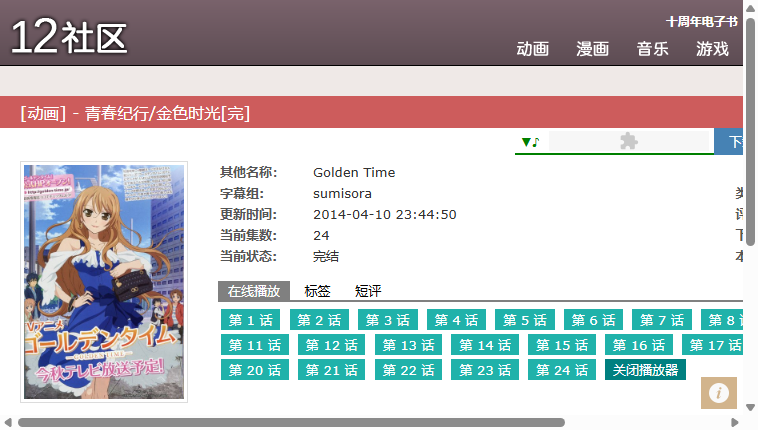 十周年电子书
12社区
动画 漫画 音乐 游戏
[动画] - 青春纪行/金色时光[完]
▼♪
其他名称: Golden Time
字幕组: sumisora
更新时间: 2014-04-10 23:44:50
当前集数: 24
当前状态: 完结
在线播放 标签 短评
第 1 话 第 2 话 第 3 话 第 4 话 第 5 话 第 6 话 第 7 话 第 8
第 11 话 第 12 话 第 13 话 第 14 话 第 15 话 第 16 话 第 17 话
第 20 话 第 21 话 第 22 话 第 23 话 第 24 话 关闭播放器
TVアニメ
ゴールデンタイム
GOLDEN TIME
今秋テレビ放送予定!